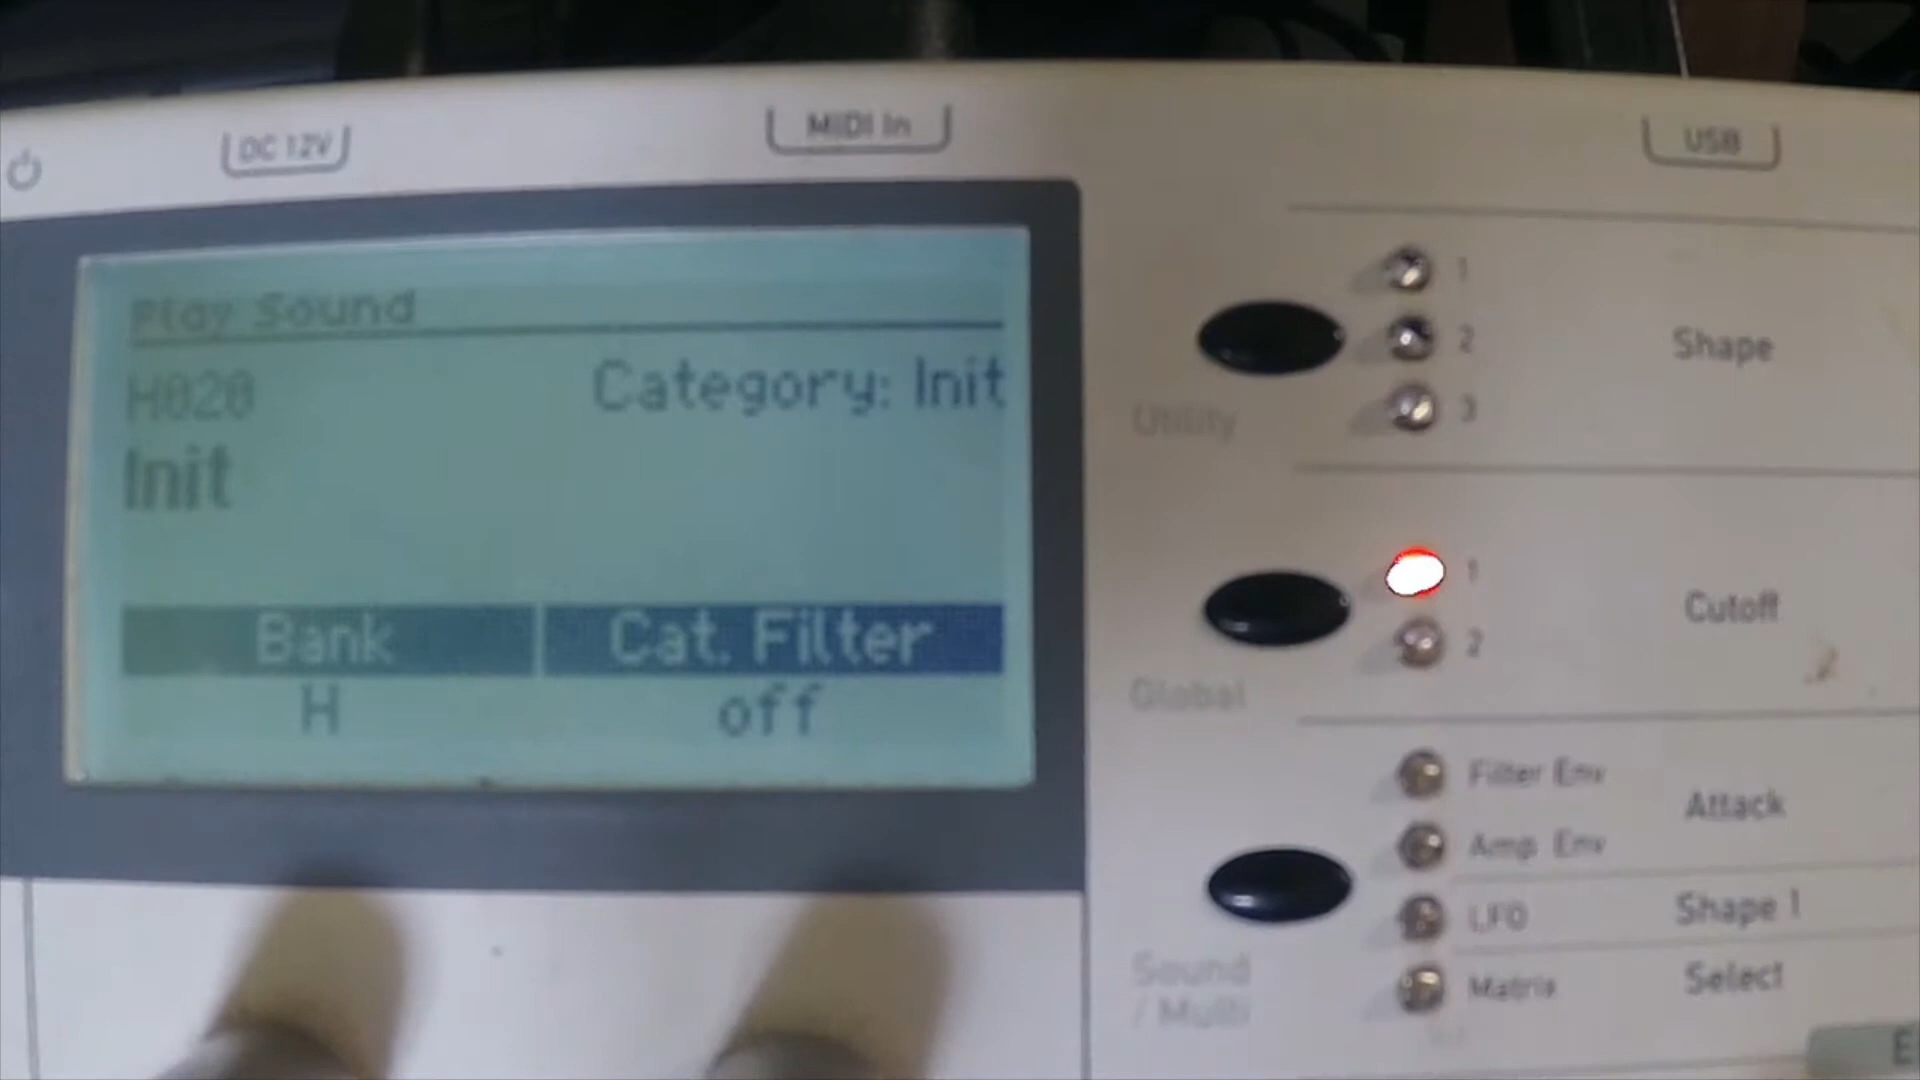 DC 12V
MIDI In
USB
Play Sound
H020
Category: Init
Init
Bank
Cat. Filter
H
off
1
2
3
Shape
Utility
1
2
Cutoff
Global
Filter Env
Amp Env
Attack
LFO
Shape 1
Matrix
Select
Sound
/ Multi
E